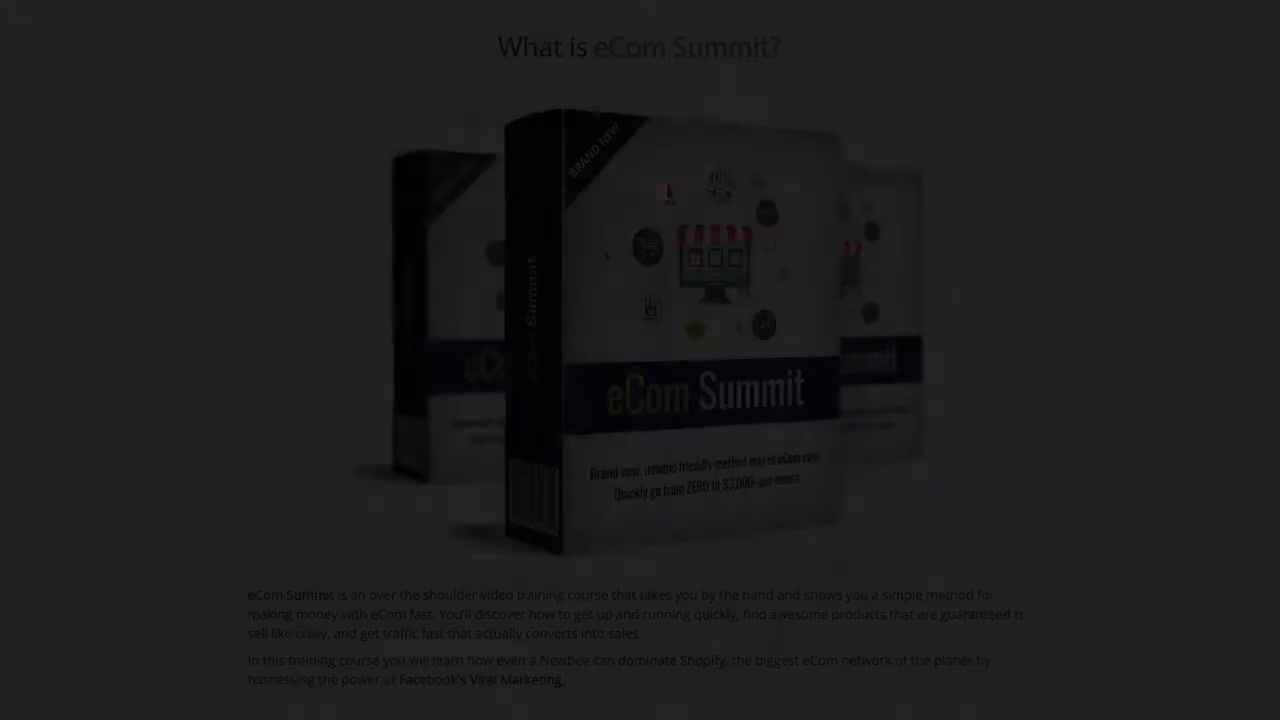 What is eCom Summit?
BRAND NEW
eCom Summit
eCom Summit
Brand new, newbie-friendly method makes eCom easy
Quickly go from ZERO to $3,000+ per month
eCom Summit is an over the shoulder video training course that takes you by the hand and shows you a simple method for
making money with eCom fast. You'll discover how to get up and running quickly, find awesome products that are guaranteed to
sell like crazy, and get traffic fast that actually converts into sales
In this training course you will learn how even a Newbee can dominate Shopify, the biggest eCom network of the planet by
harnessing the power of Facebook's Viral Marketing.